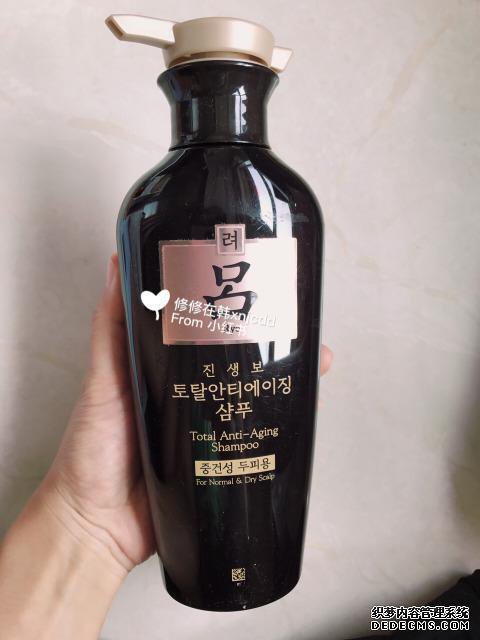 려
呂
修修在韩xnjcdd
From 小红书
진생보
토탈안티에이징
샴푸
Total Anti-Aging
Shampoo
중건성 두피용
For Normal & Dry Scalp
织梦内容管理系统
DEDECMS.COM